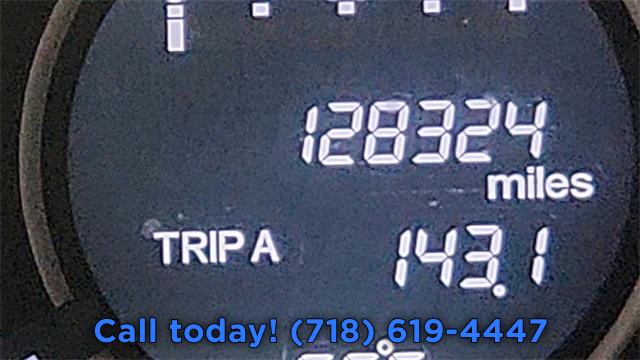 128324
miles
TRIP A
143.1
Call today! (718) 619-4447